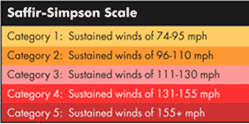 Saffir-Simpson Scale
Category 1: Sustained winds of 74-95 mph
Category 2: Sustained winds of 96-110 mph
Category 3: Sustained winds of 111-130 mph
Category 4: Sustained winds of 131-155 mph
Category 5: Sustained winds of 155+ mph